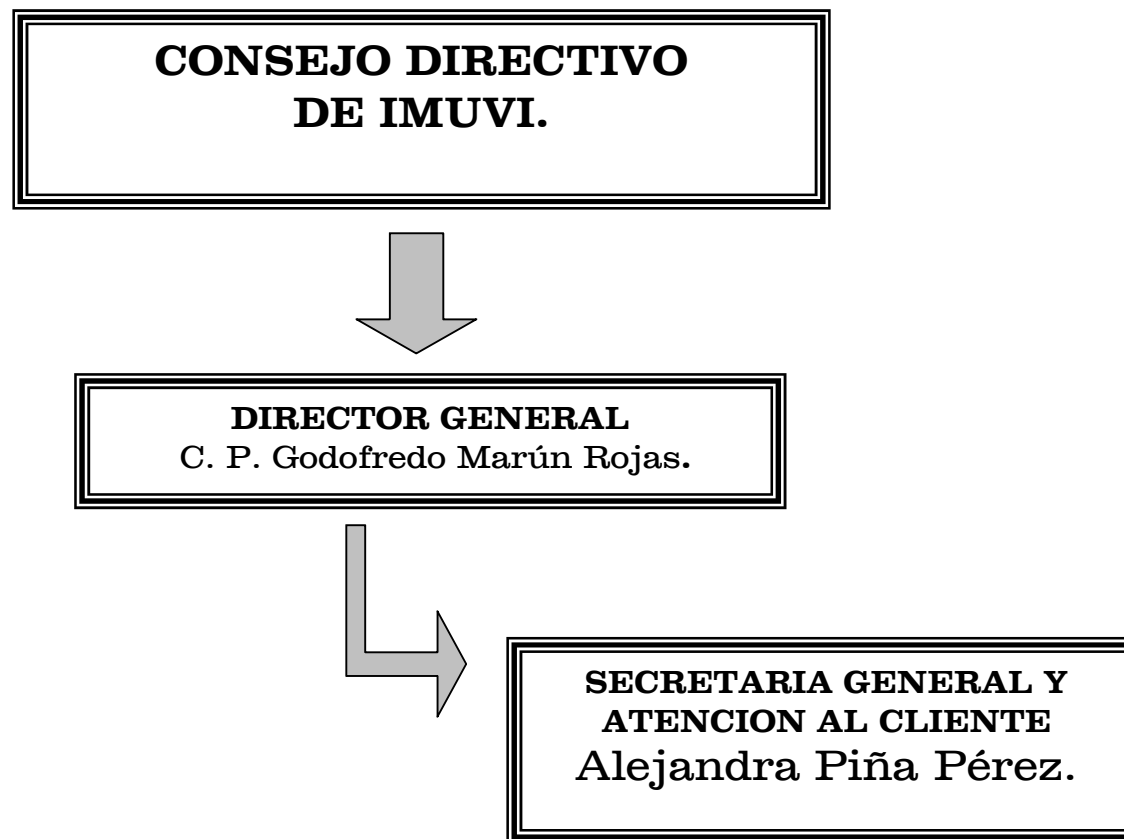 CONSEJO DIRECTIVO
DE IMUVI.
DIRECTOR GENERAL
C. P. Godofredo Marún Rojas.
SECRETARIA GENERAL Y
ATENCION AL CLIENTE
Alejandra Piña Pérez.